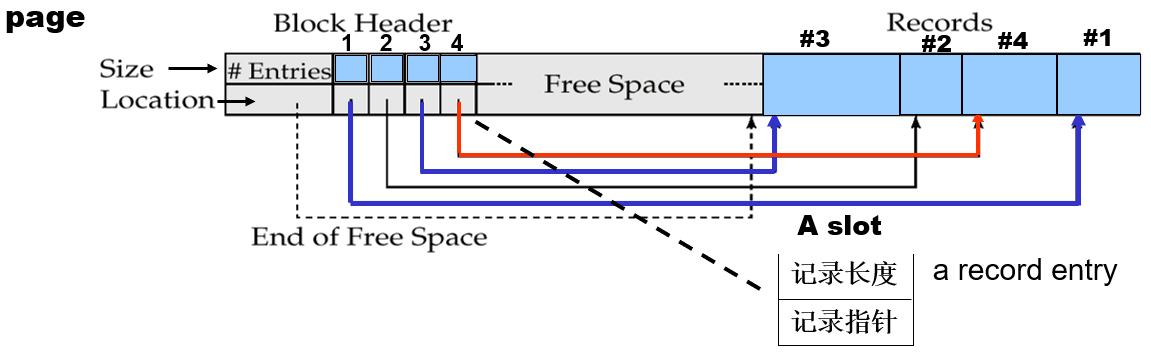 page
Block Header
Records
1 2 3 4
#3
#2
#4
#1
Size
# Entries
Free Space
Location
End of Free Space
A slot
记录长度
a record entry
记录指针